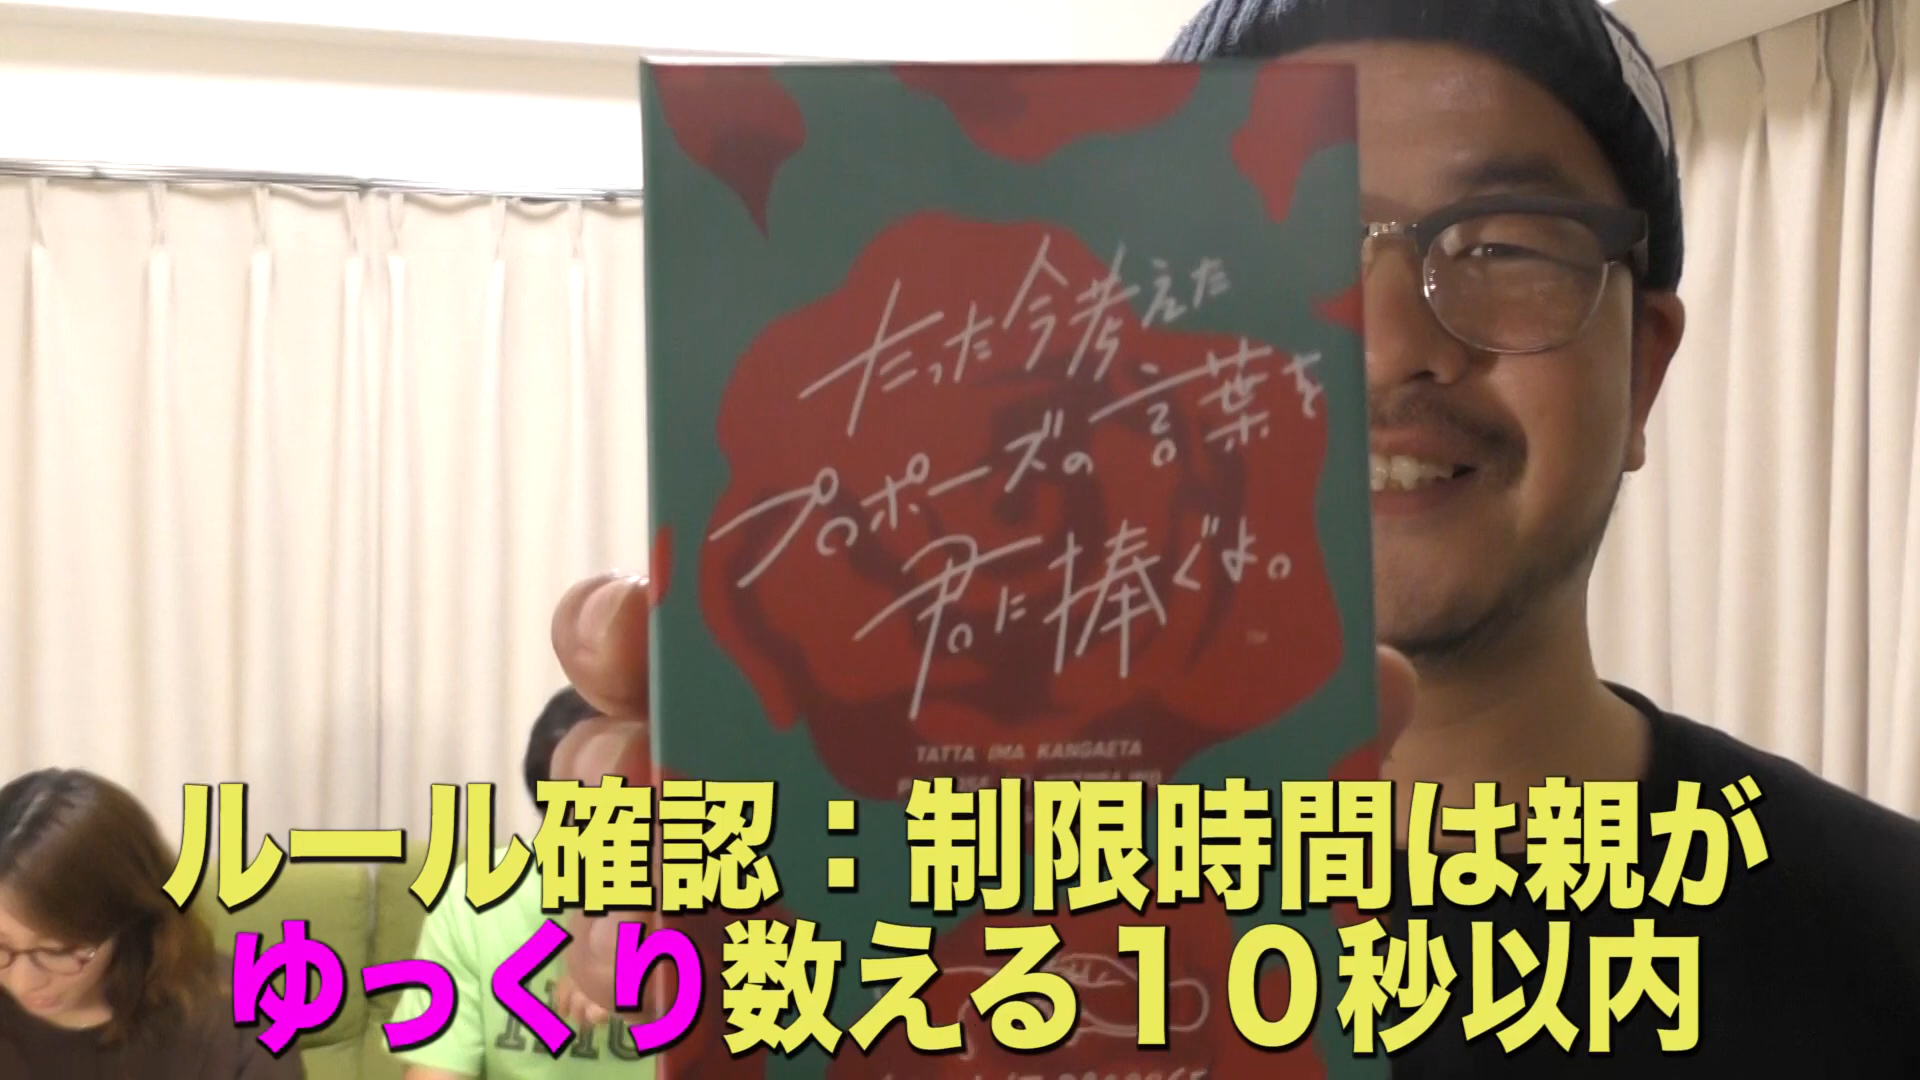 たった今考えた
プロポーズの言葉を
君に捧ぐよ。
TATTA IMA KANGAETA
ルール確認：制限時間は親が
ゆっくり数える１０秒以内